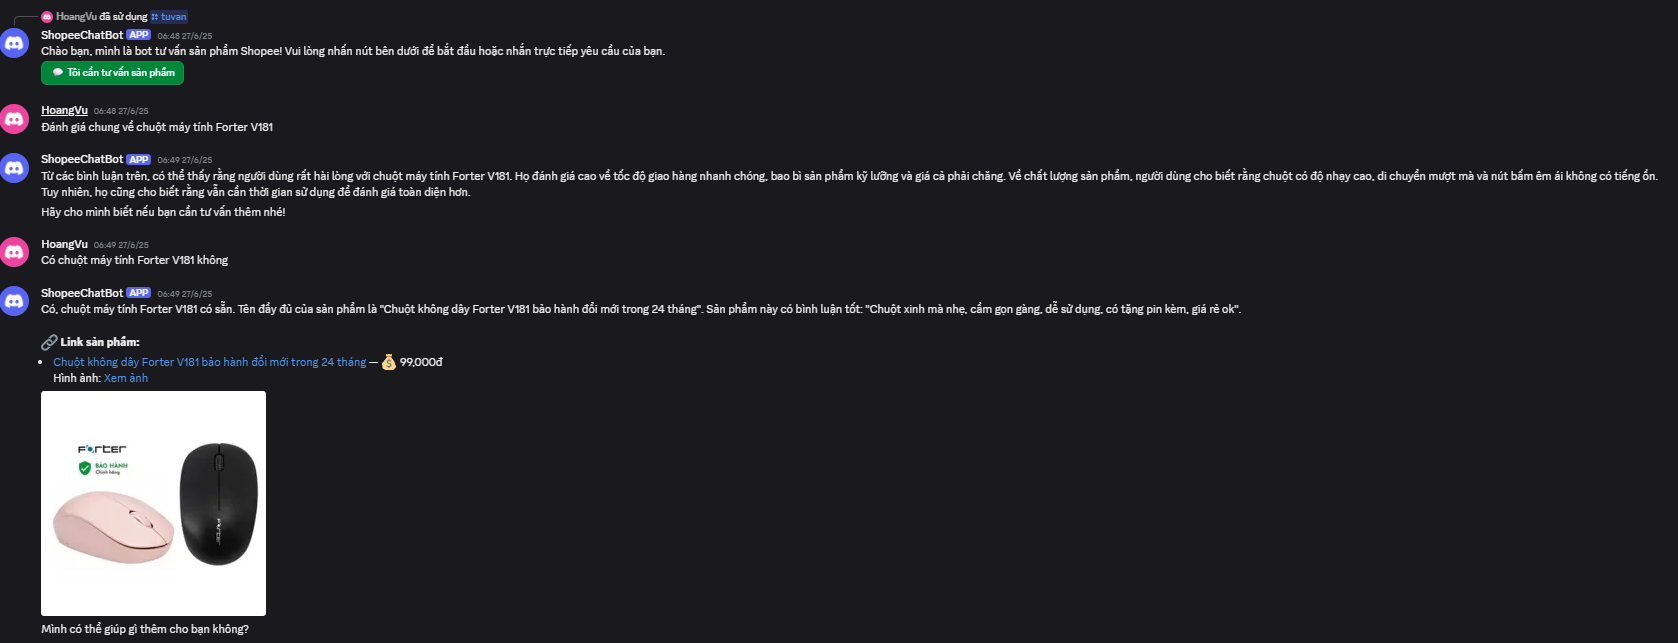 HoangVu đã sử dụng tuvan
ShopeeChatBot APP 06:48 27/6/25
Chào bạn, mình là bot tư vấn sản phẩm Shopee! Vui lòng nhấn nút bên dưới để bắt đầu hoặc nhắn trực tiếp yêu cầu của bạn.
Tôi cần tư vấn sản phẩm
HoangVu 06:48 27/6/25
Đánh giá chung về chuột máy tính Forter V181
ShopeeChatBot APP 06:49 27/6/25
Từ các bình luận trên, có thể thấy rằng người dùng rất hài lòng với chuột máy tính Forter V181. Họ đánh giá cao về tốc độ giao hàng nhanh chóng, bao bì sản phẩm kỹ lưỡng và giá cả phải chăng. Về chất lượng sản phẩm, người dùng cho biết rằng chuột có độ nhạy cao, di chuyển mượt mà và nút bấm êm ái không có tiếng ồn.
Tuy nhiên, họ cũng cho biết rằng vẫn cần thời gian sử dụng để đánh giá toàn diện hơn.
Hãy cho mình biết nếu bạn cần tư vấn thêm nhé!
HoangVu 06:49 27/6/25
Có chuột máy tính Forter V181 không
ShopeeChatBot APP 06:49 27/6/25
Có, chuột máy tính Forter V181 có sẵn. Tên đầy đủ của sản phẩm là "Chuột không dây Forter V181 bảo hành đổi mới trong 24 tháng". Sản phẩm này có bình luận tốt: "Chuột xinh mà nhẹ, cầm gọn gàng, dễ sử dụng, có tặng pin kèm, giá rẻ ok".
Link sản phẩm:
Chuột không dây Forter V181 bảo hành đổi mới trong 24 tháng — 99,000đ
Hình ảnh: Xem ảnh
Forter
BẢO HÀNH
Chính hãng
Forter
Mình có thể giúp gì thêm cho bạn không?